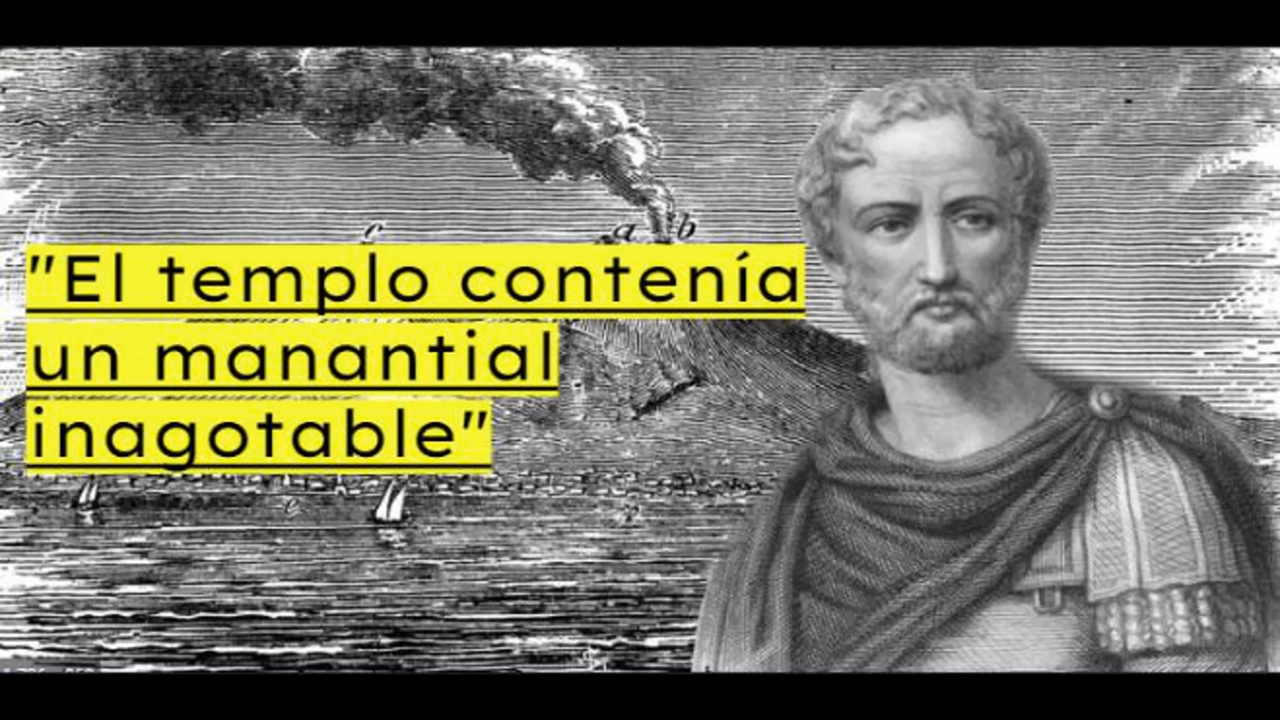 c
a b
"El templo contenía
un manantial
inagotable"
e